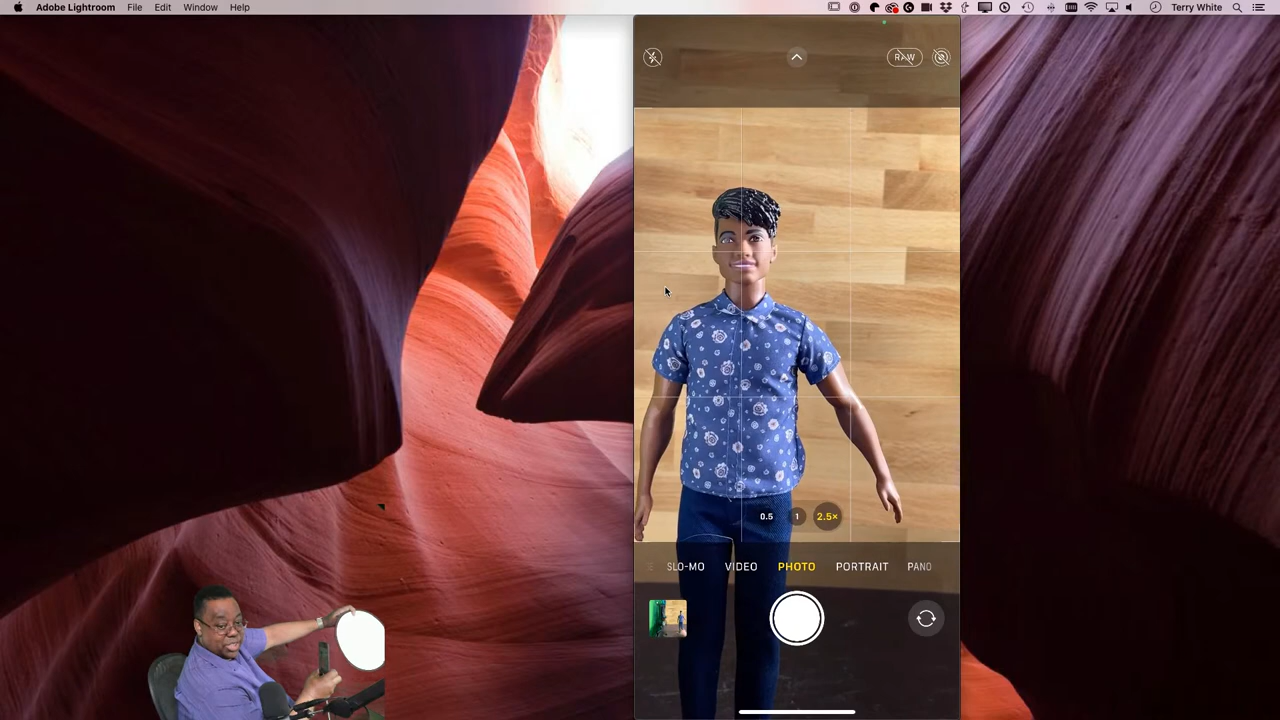 Adobe Lightroom File Edit Window Help Terry White
RAW
0.5 1 2.5×
SLO-MO VIDEO PHOTO PORTRAIT PANO